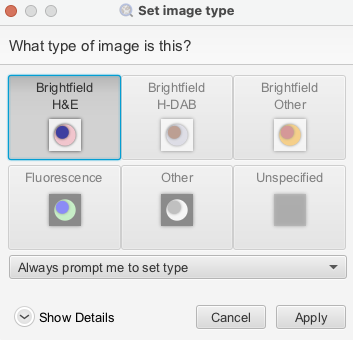 Set image type
What type of image is this?
Brightfield
H&E
Brightfield
H-DAB
Brightfield
Other
Fluorescence
Other
Unspecified
Always prompt me to set type
Show Details
Cancel
Apply